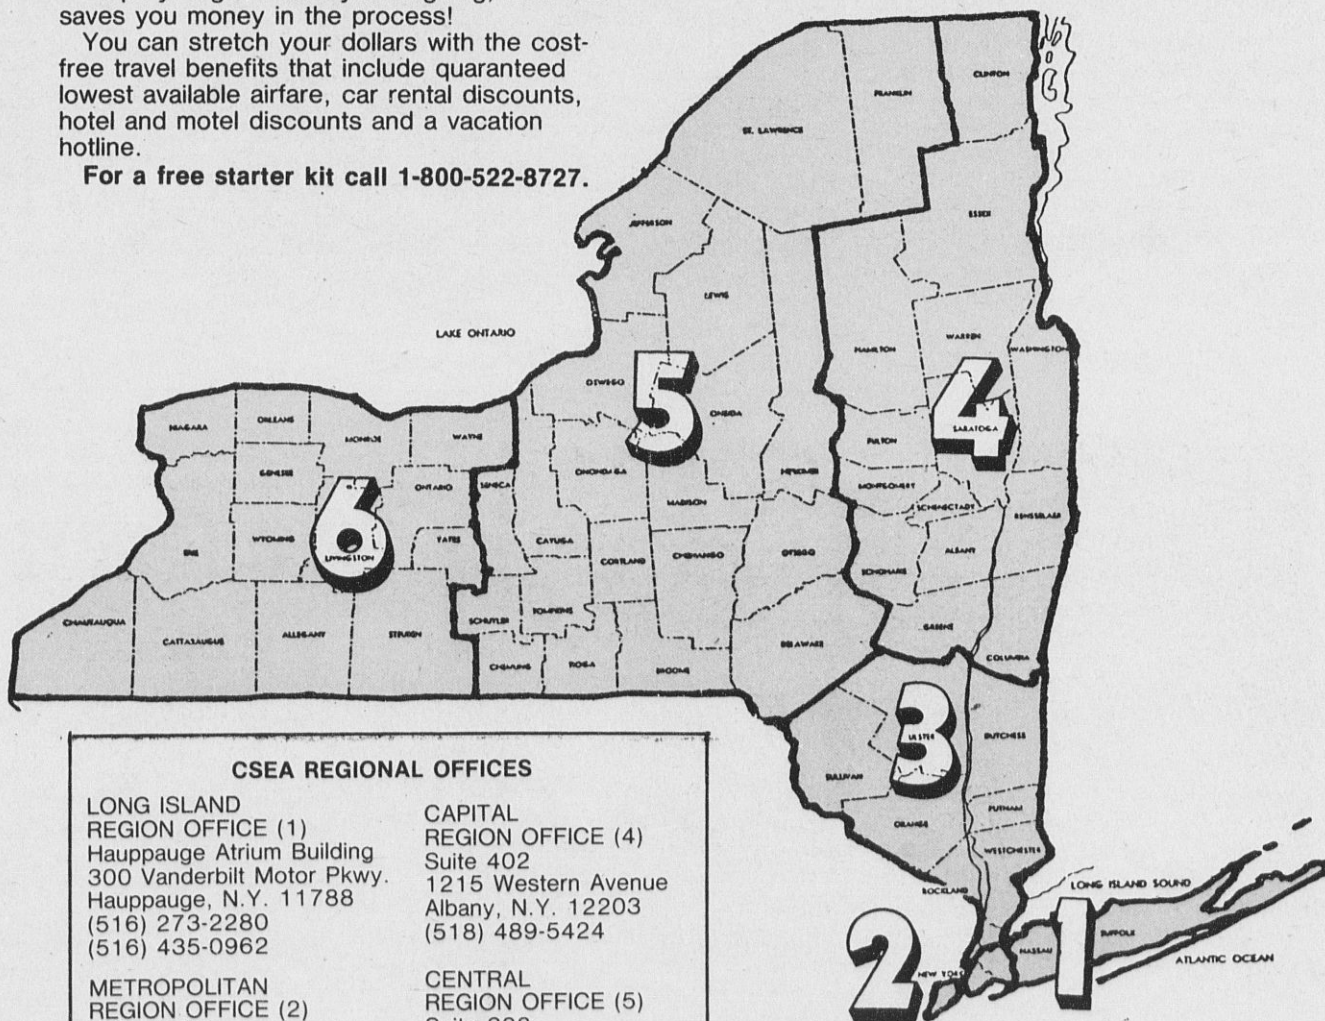 saves you money in the process!
You can stretch your dollars with the cost-
free travel benefits that include quaranteed
lowest available airfare, car rental discounts,
hotel and motel discounts and a vacation
hotline.
For a free starter kit call 1-800-522-8727.
CLINTON
FRANKLIN
ST. LAWRENCE
ESSEX
JEFFERSON
LEWIS
LAKE ONTARIO
HAMILTON
WARREN
WASHINGTON
OSWEGO
5
ONEIDA
4
SARATOGA
NIAGARA
ORLEANS
MONROE
WAYNE
FULTON
GENESEE
ONTARIO
SENECA
ONONDAGA
HERKIMER
MONTGOMERY
MADISON
SCHENECTADY
RENSSELAER
6
ERIE
WYOMING
LIVINGSTON
YATES
CAYUGA
CORTLAND
CHENANGO
OTSEGO
ALBANY
SCHOHARIE
CHAUTAUQUA
CATTARAUGUS
ALLEGANY
STEUBEN
SCHUYLER
TOMPKINS
DELAWARE
GREENE
COLUMBIA
CHEMUNG
TIOGA
BROOME
3
ULSTER
DUTCHESS
SULLIVAN
ORANGE
PUTNAM
WESTCHESTER
ROCKLAND
LONG ISLAND SOUND
2
NEW YORK
NASSAU
1
SUFFOLK
ATLANTIC OCEAN
CSEA REGIONAL OFFICES
LONG ISLAND
REGION OFFICE (1)
Hauppauge Atrium Building
300 Vanderbilt Motor Pkwy.
Hauppauge, N.Y. 11788
(516) 273-2280
(516) 435-0962
METROPOLITAN
REGION OFFICE (2)
CAPITAL
REGION OFFICE (4)
Suite 402
1215 Western Avenue
Albany, N.Y. 12203
(518) 489-5424
CENTRAL
REGION OFFICE (5)